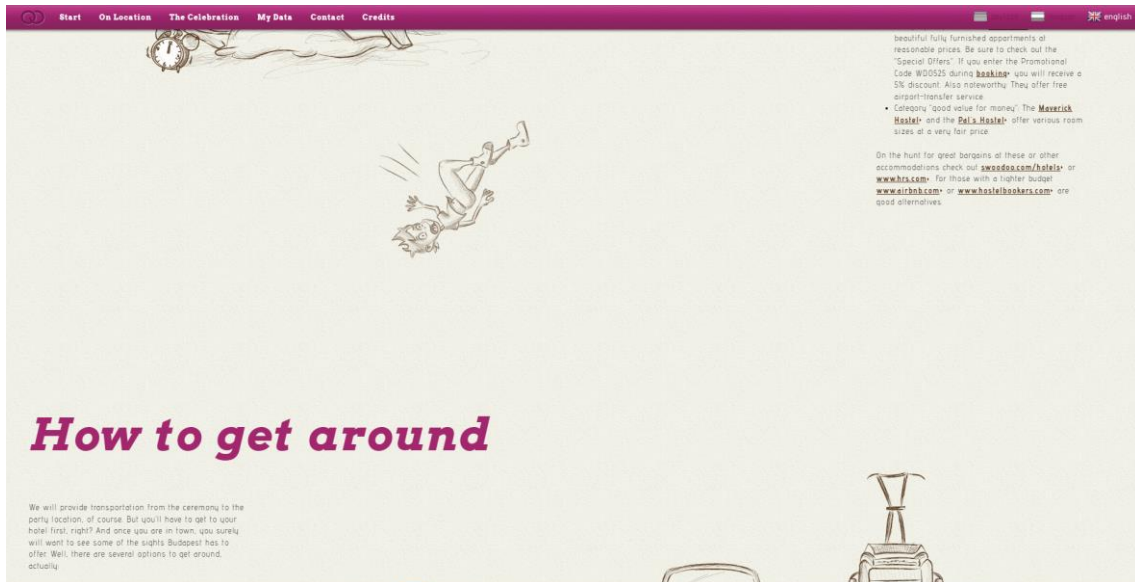 Start On Location The Celebration My Data Contact Credits english
beautiful fully furnished appartments at
reasonable prices. Be sure to check out the
"Special Offers". If you enter the Promotional
Code WDO525 during booking you will receive a
5% discount. Also noteworthy: They offer free
airport-transfer service.
Category "good value for money": The Maverick
Hostel and the Pal's Hostel offer various room
sizes at a very fair price.
On the hunt for great bargains at these or other
accommodations check out swoodoo.com/hotels or
www.hrs.com. For those with a tighter budget
www.airbnb.com or www.hostelbookers.com are
good alternatives.
How to get around
We will provide transportation from the ceremony to the
party location, of course. But you'll have to get to your
hotel first, right? And once you are in town, you surely
will want to see some of the sights Budapest has to
offer. Well, there are several options to get around,
actually: